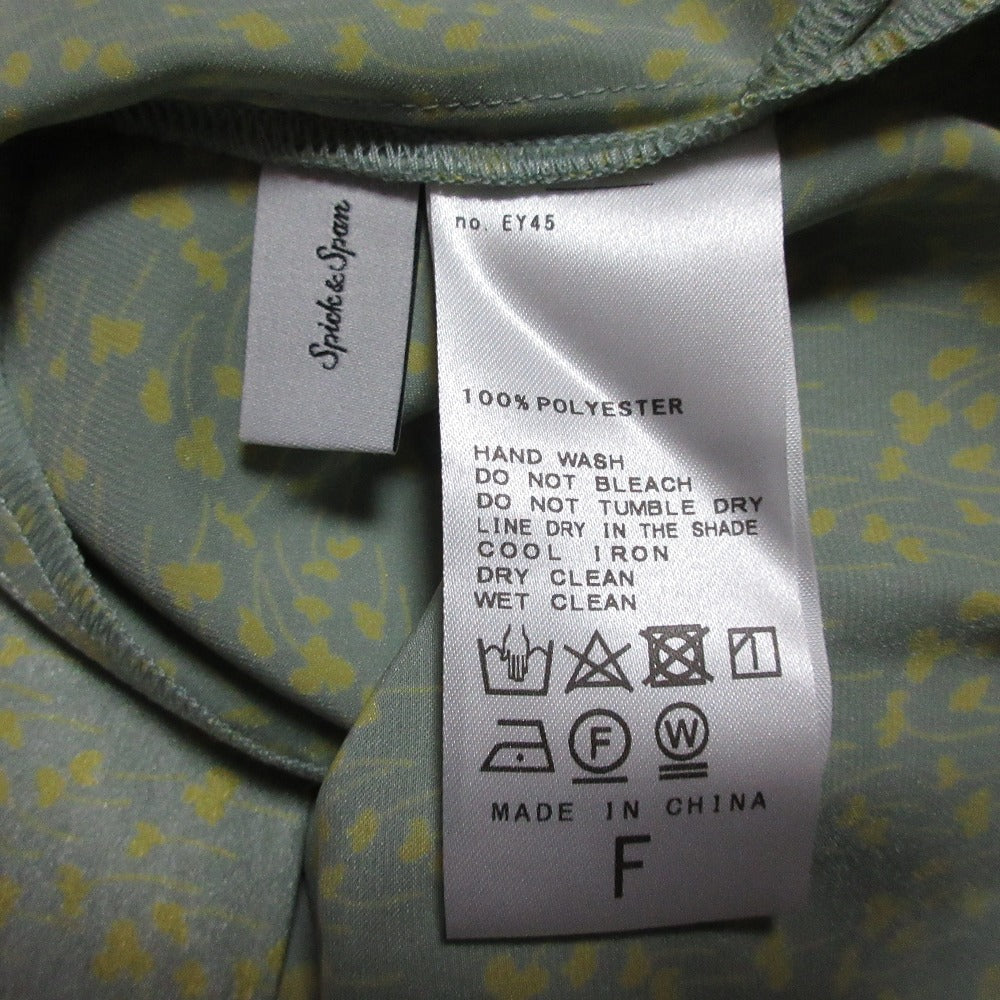 Spick&Span
no. EY45
100% POLYESTER
HAND WASH
DO NOT BLEACH
DO NOT TUMBLE DRY
LINE DRY IN THE SHADE
COOL IRON
DRY CLEAN
WET CLEAN
F W
MADE IN CHINA
F